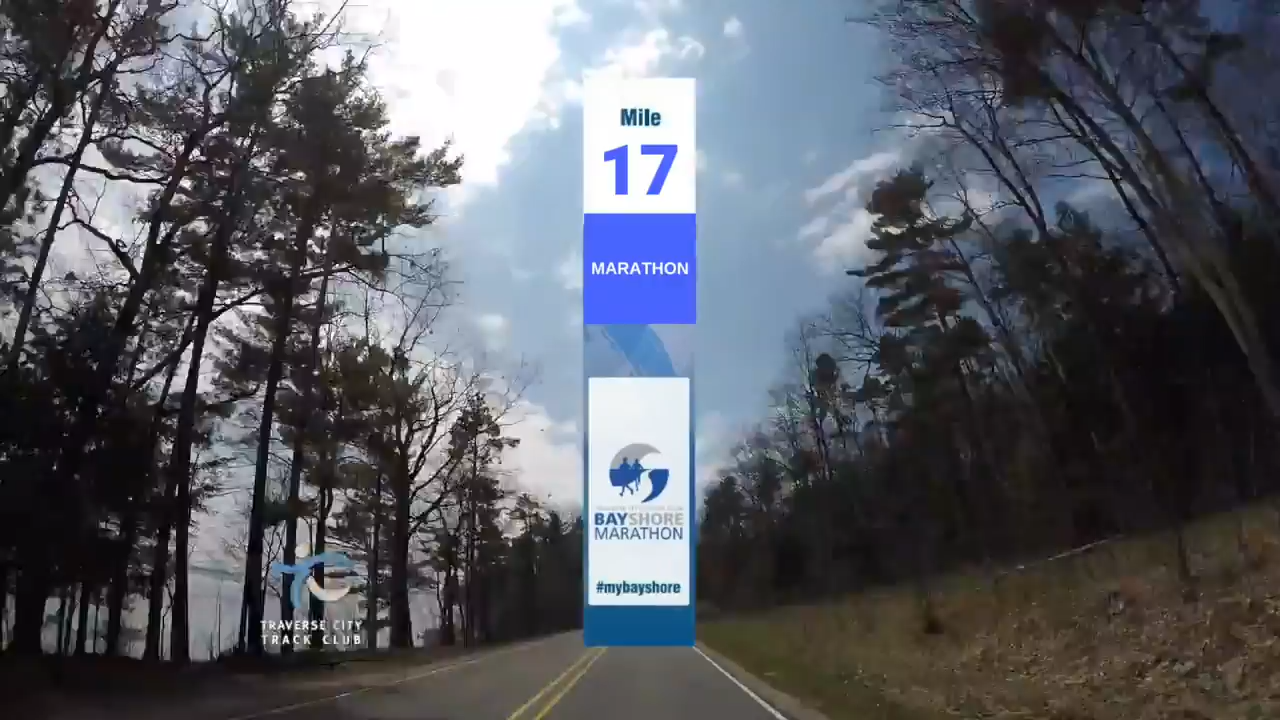 Mile
17
MARATHON
BAYSHORE
MARATHON
#mybayshore
TRAVERSE CITY
TRACK CLUB